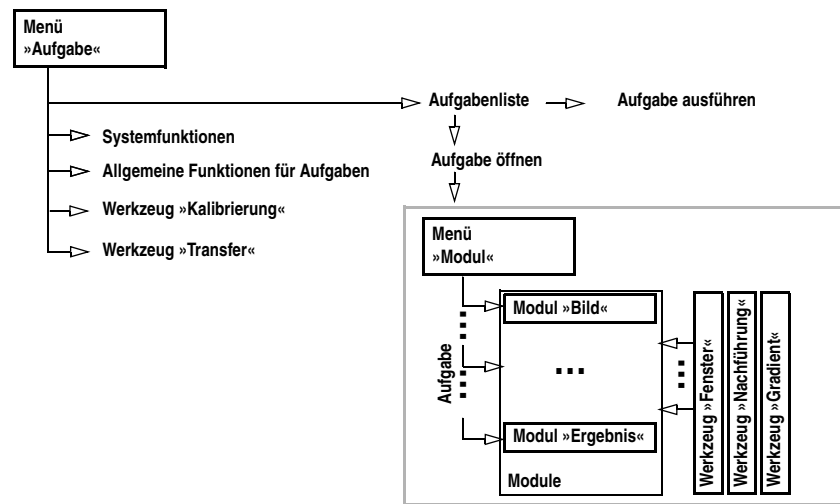 Menü
»Aufgabe«
Aufgabenliste
Aufgabe ausführen
Systemfunktionen
Aufgabe öffnen
Allgemeine Funktionen für Aufgaben
Werkzeug »Kalibrierung«
Werkzeug »Transfer«
Menü
»Modul«
Modul »Bild«
Aufgabe
...
Modul »Ergebnis«
Module
Werkzeug »Fenster«
Werkzeug »Nachführung«
Werkzeug »Gradient«